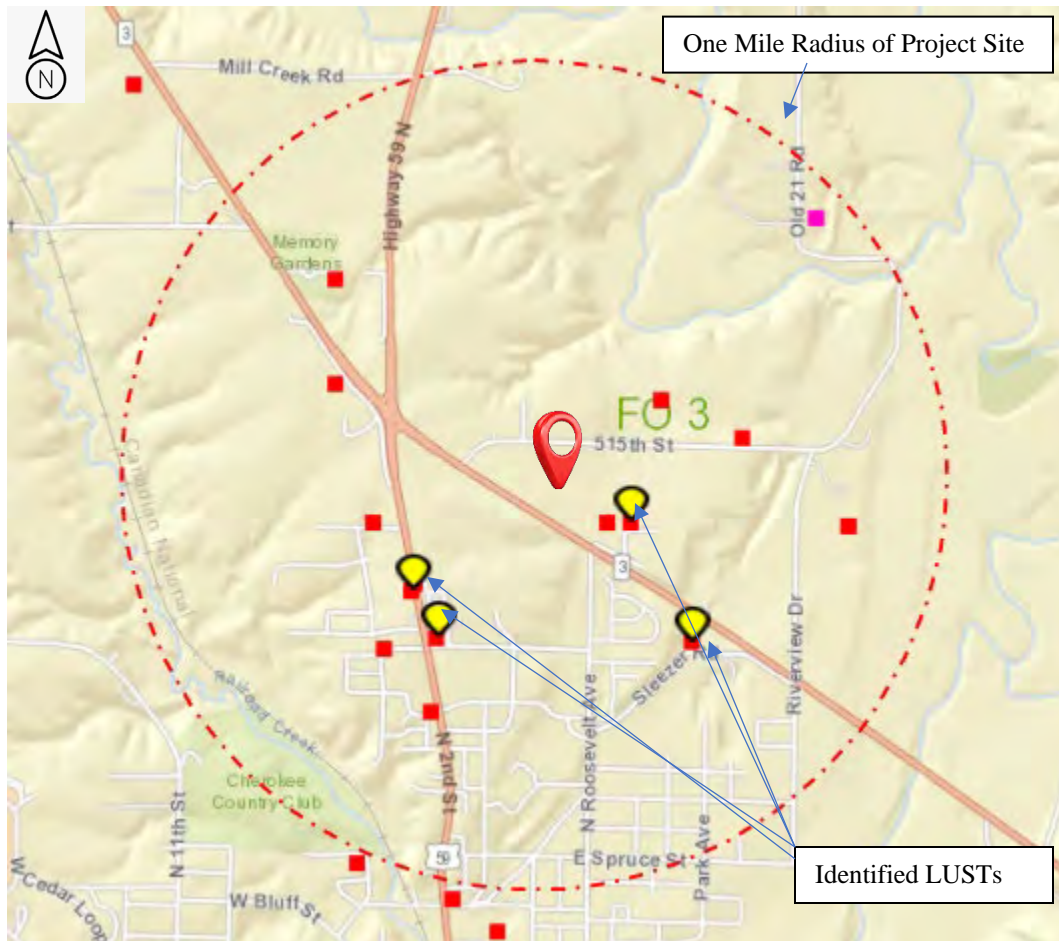 One Mile Radius of Project Site
N
3
Mill Creek Rd
Highway 59 N
Old 21 Rd
Memory
Gardens
FO 3
515th St
Canadian National
3
Riverview Dr
Railroad Creek
N Roosevelt Ave
N 2nd St
Cherokee
Country Club
N 11th St
59
E Spruce St
Park Ave
Identified LUSTs
W Cedar Loop
W Bluff St